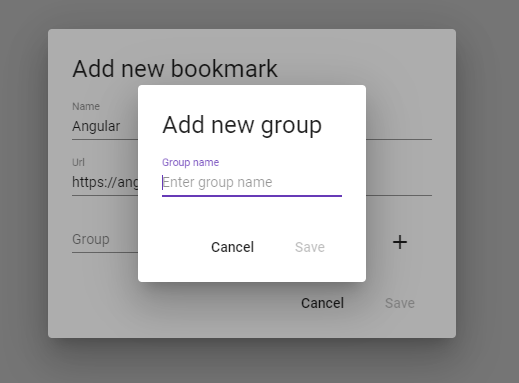 Add new bookmark
Name
Angular
Url
https://ang
Group
+
Cancel
Save
Add new group
Group name
Enter group name
Cancel
Save